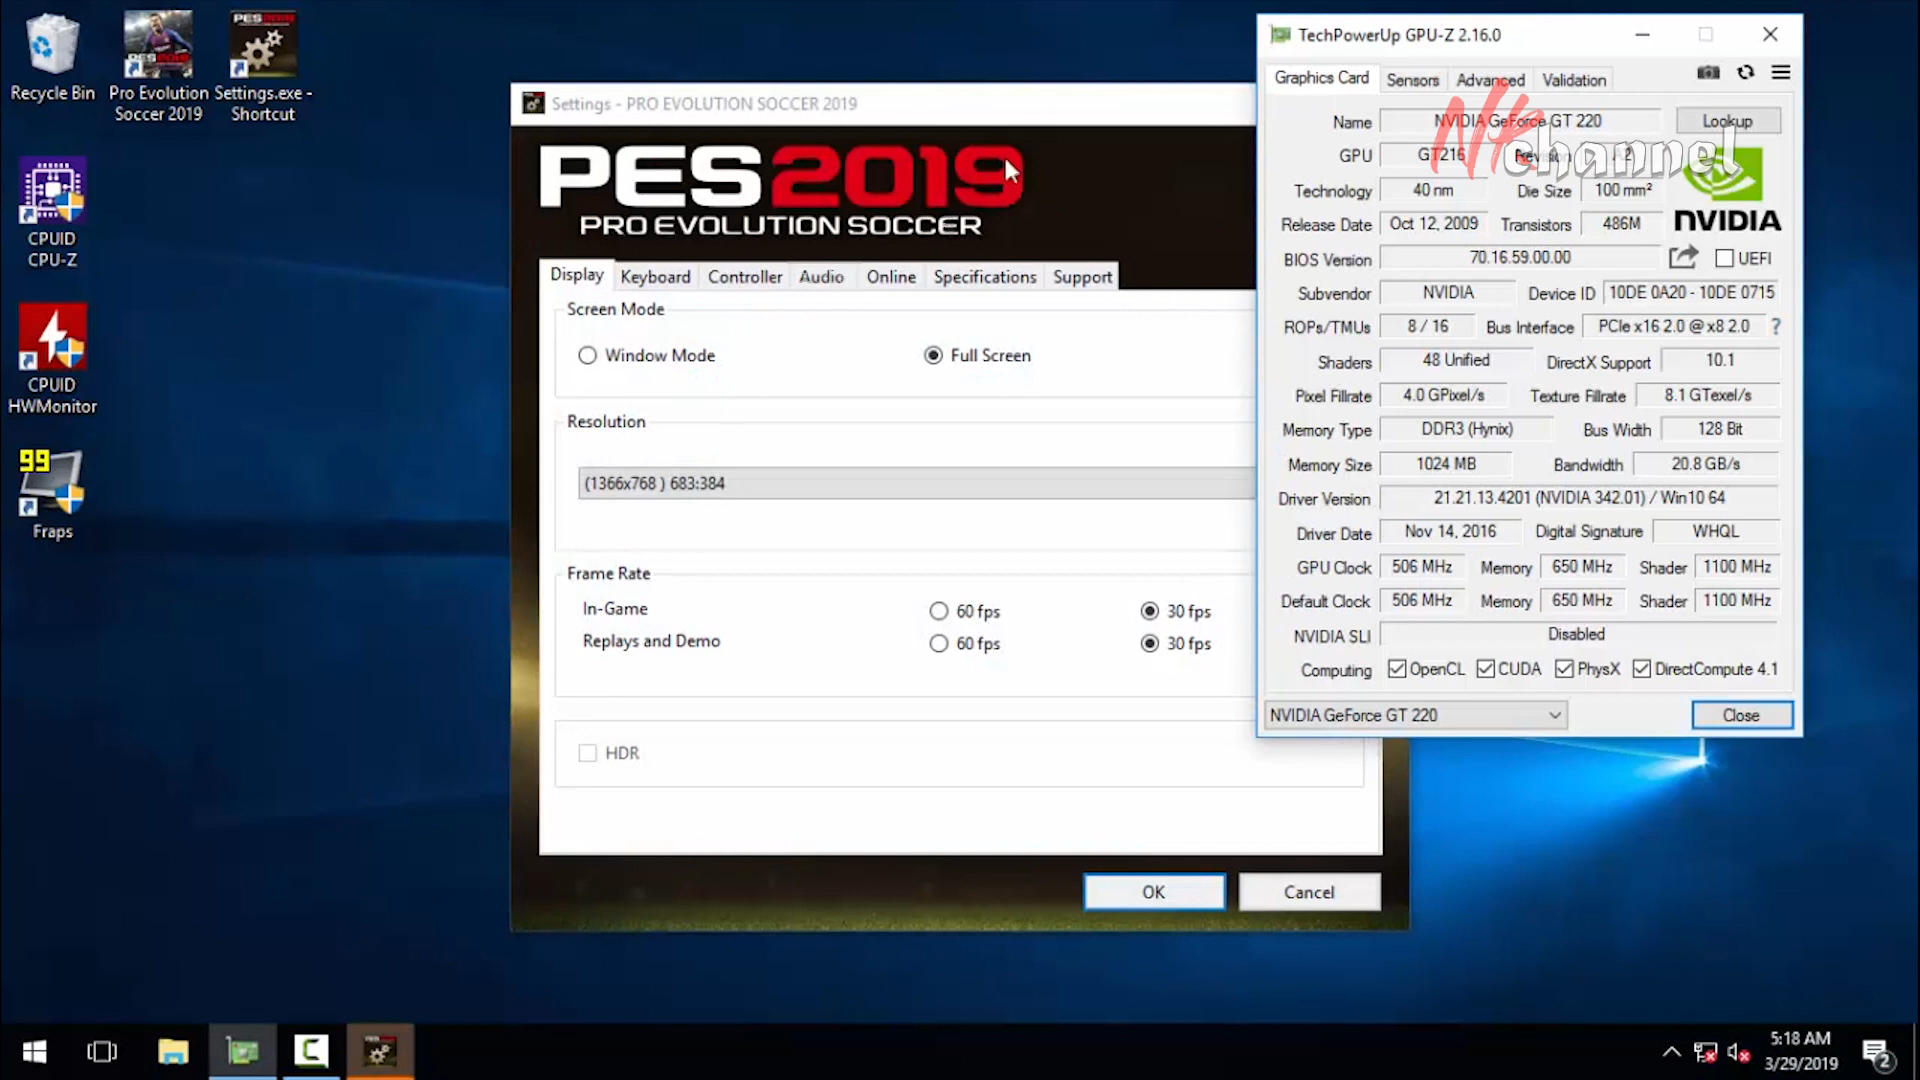 Recycle Bin
Pro Evolution
Soccer 2019
Settings.exe -
Shortcut
CPUID
CPU-Z
CPUID
HWMonitor
99
Fraps
Settings - PRO EVOLUTION SOCCER 2019
PES2019
PRO EVOLUTION SOCCER
Display Keyboard Controller Audio Online Specifications Support
Screen Mode
Window Mode Full Screen
Resolution
(1366x768 ) 683:384
Frame Rate
In-Game 60 fps 30 fps
Replays and Demo 60 fps 30 fps
HDR
OK Cancel
TechPowerUp GPU-Z 2.16.0
Graphics Card Sensors Advanced Validation
Name NVIDIA GeForce GT 220 Lookup
GPU GT216 Revision A2
channel
Technology 40 nm Die Size 100 mm²
NVIDIA
Release Date Oct 12, 2009 Transistors 486M
BIOS Version 70.16.59.00.00 UEFI
Subvendor NVIDIA Device ID 10DE 0A20 - 10DE 0715
ROPs/TMUs 8 / 16 Bus Interface PCIe x16 2.0 @ x8 2.0 ?
Shaders 48 Unified DirectX Support 10.1
Pixel Fillrate 4.0 GPixel/s Texture Fillrate 8.1 GTexel/s
Memory Type DDR3 (Hynix) Bus Width 128 Bit
Memory Size 1024 MB Bandwidth 20.8 GB/s
Driver Version 21.21.13.4201 (NVIDIA 342.01) / Win10 64
Driver Date Nov 14, 2016 Digital Signature WHQL
GPU Clock 506 MHz Memory 650 MHz Shader 1100 MHz
Default Clock 506 MHz Memory 650 MHz Shader 1100 MHz
NVIDIA SLI Disabled
Computing OpenCL CUDA PhysX DirectCompute 4.1
NVIDIA GeForce GT 220 Close
5:18 AM
3/29/2019
2